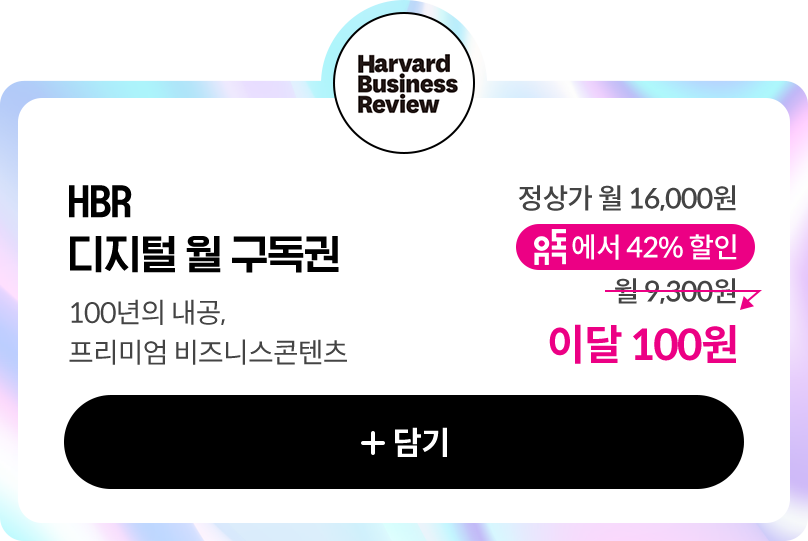 Harvard
Business
Review
HBR
디지털 월 구독권
100년의 내공,
프리미엄 비즈니스콘텐츠
정상가 월 16,000원
유독에서 42% 할인
월 9,300원
이달 100원
+ 담기